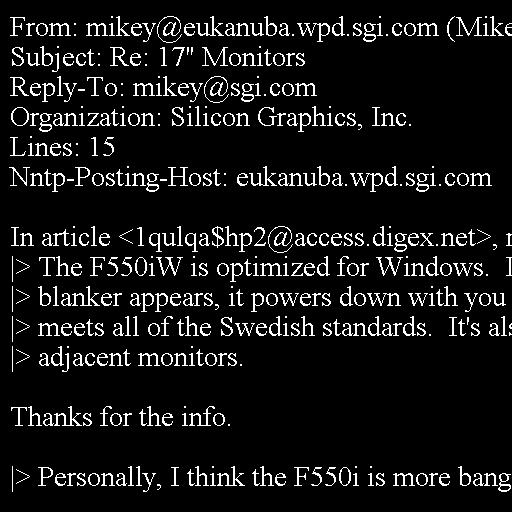 From: mikey@eukanuba.wpd.sgi.com (Mike
Subject: Re: 17" Monitors
Reply-To: mikey@sgi.com
Organization: Silicon Graphics, Inc.
Lines: 15
Nntp-Posting-Host: eukanuba.wpd.sgi.com
In article <1qulqa$hp2@access.digex.net>, r
|> The F550iW is optimized for Windows.  I
|> blanker appears, it powers down with you
|> meets all of the Swedish standards.  It's als
|> adjacent monitors.
Thanks for the info.
|> Personally, I think the F550i is more bang